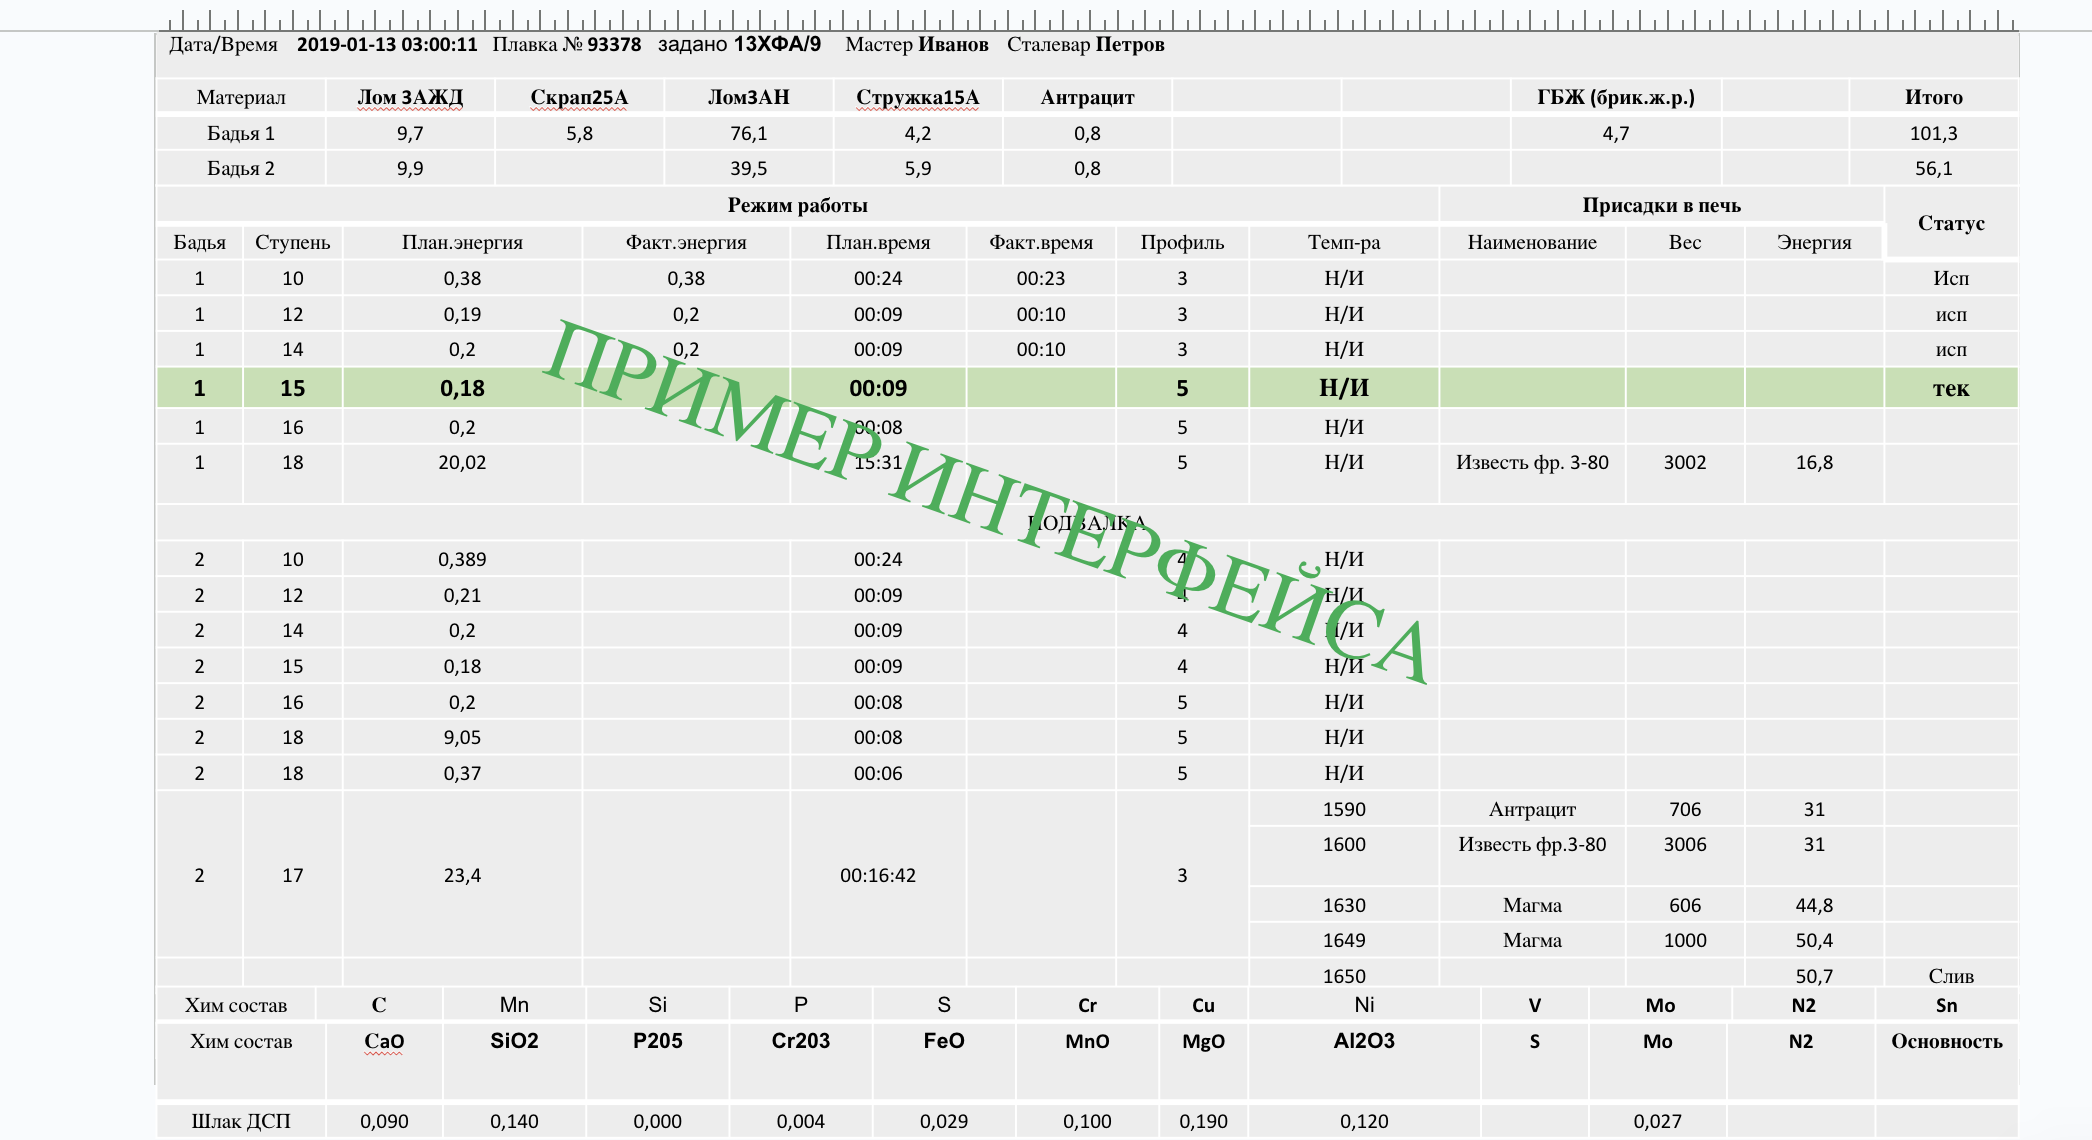 Дата/Время 2019-01-13 03:00:11 Плавка № 93378 задано 13ХФА/9 Мастер Иванов Сталевар Петров
Материал Лом 3АЖД Скрап25А Лом3АН Стружка15А Антрацит ГБЖ (брик.ж.р.) Итого
Бадья 1 9,7 5,8 76,1 4,2 0,8 4,7 101,3
Бадья 2 9,9 39,5 5,9 0,8 56,1
Режим работы Присадки в печь Статус
Бадья Ступень План.энергия Факт.энергия План.время Факт.время Профиль Темп-ра Наименование Вес Энергия
1 10 0,38 0,38 00:24 00:23 3 Н/И Исп
1 12 0,19 0,2 00:09 00:10 3 Н/И исп
1 14 0,2 0,2 00:09 00:10 3 Н/И исп
1 15 0,18 00:09 5 Н/И тек
1 16 0,2 00:08 5 Н/И
1 18 20,02 15:31 5 Н/И Известь фр. 3-80 3002 16,8
ПРИМЕР ИНТЕРФЕЙСА
ПОДВАЛКА
2 10 0,389 00:24 4 Н/И
2 12 0,21 00:09 4 Н/И
2 14 0,2 00:09 4 Н/И
2 15 0,18 00:09 4 Н/И
2 16 0,2 00:08 5 Н/И
2 18 9,05 00:08 5 Н/И
2 18 0,37 00:06 5 Н/И
1590 Антрацит 706 31
1600 Известь фр.3-80 3006 31
2 17 23,4 00:16:42 3
1630 Магма 606 44,8
1649 Магма 1000 50,4
1650 50,7 Слив
Хим состав C Mn Si P S Cr Cu Ni V Mo N2 Sn
Хим состав CaO SiO2 P205 Cr203 FeO MnO MgO Al2O3 S Mo N2 Основность
Шлак ДСП 0,090 0,140 0,000 0,004 0,029 0,100 0,190 0,120 0,027